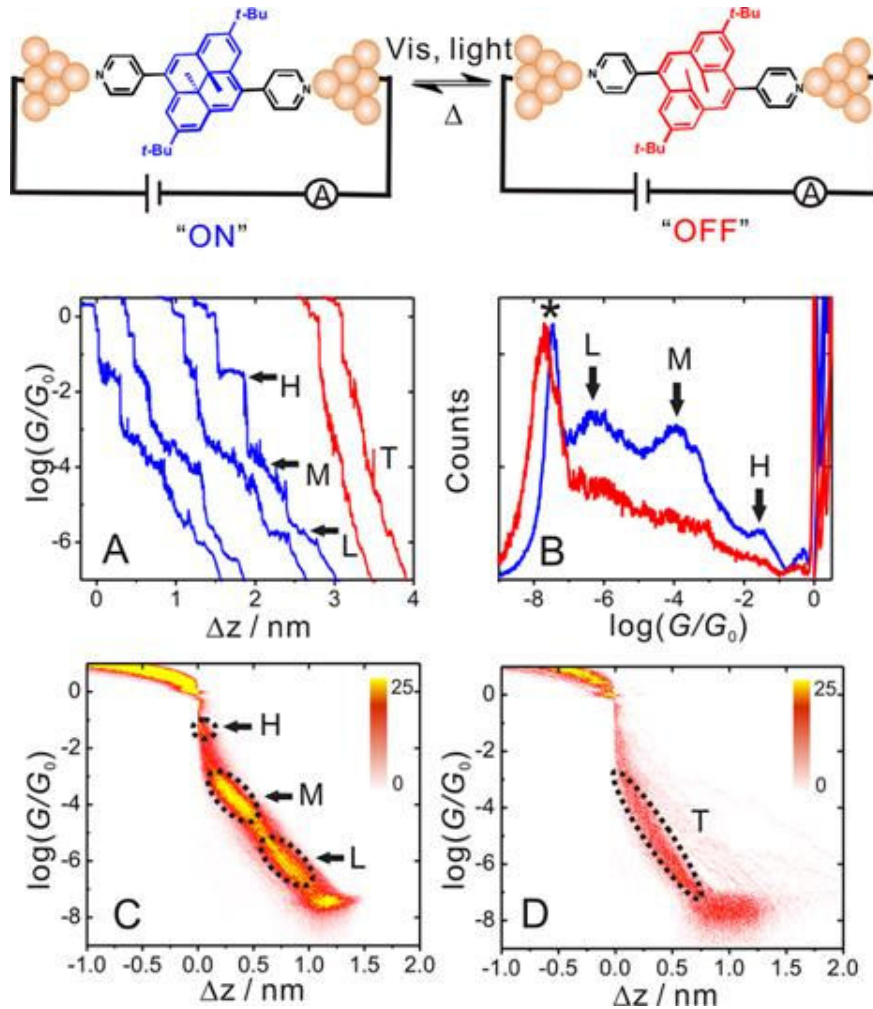 t-Bu
t-Bu
N
N
t-Bu
t-Bu
A
"ON"
Vis, light
Δ
N
N
A
"OFF"
0
-2
-4
-6
log(G/G₀)
0 1 2 3 4
Δz / nm
A
H
M
L
T
Counts
*
L
M
H
B
-8 -6 -4 -2 0
log(G/G₀)
0
-2
-4
-6
-8
log(G/G₀)
25
0
H
M
L
C
-1.0 -0.5 0.0 0.5 1.0 1.5 2.0
Δz / nm
0
-2
-4
-6
-8
log(G/G₀)
25
0
T
D
-1.0 -0.5 0.0 0.5 1.0 1.5 2.0
Δz / nm